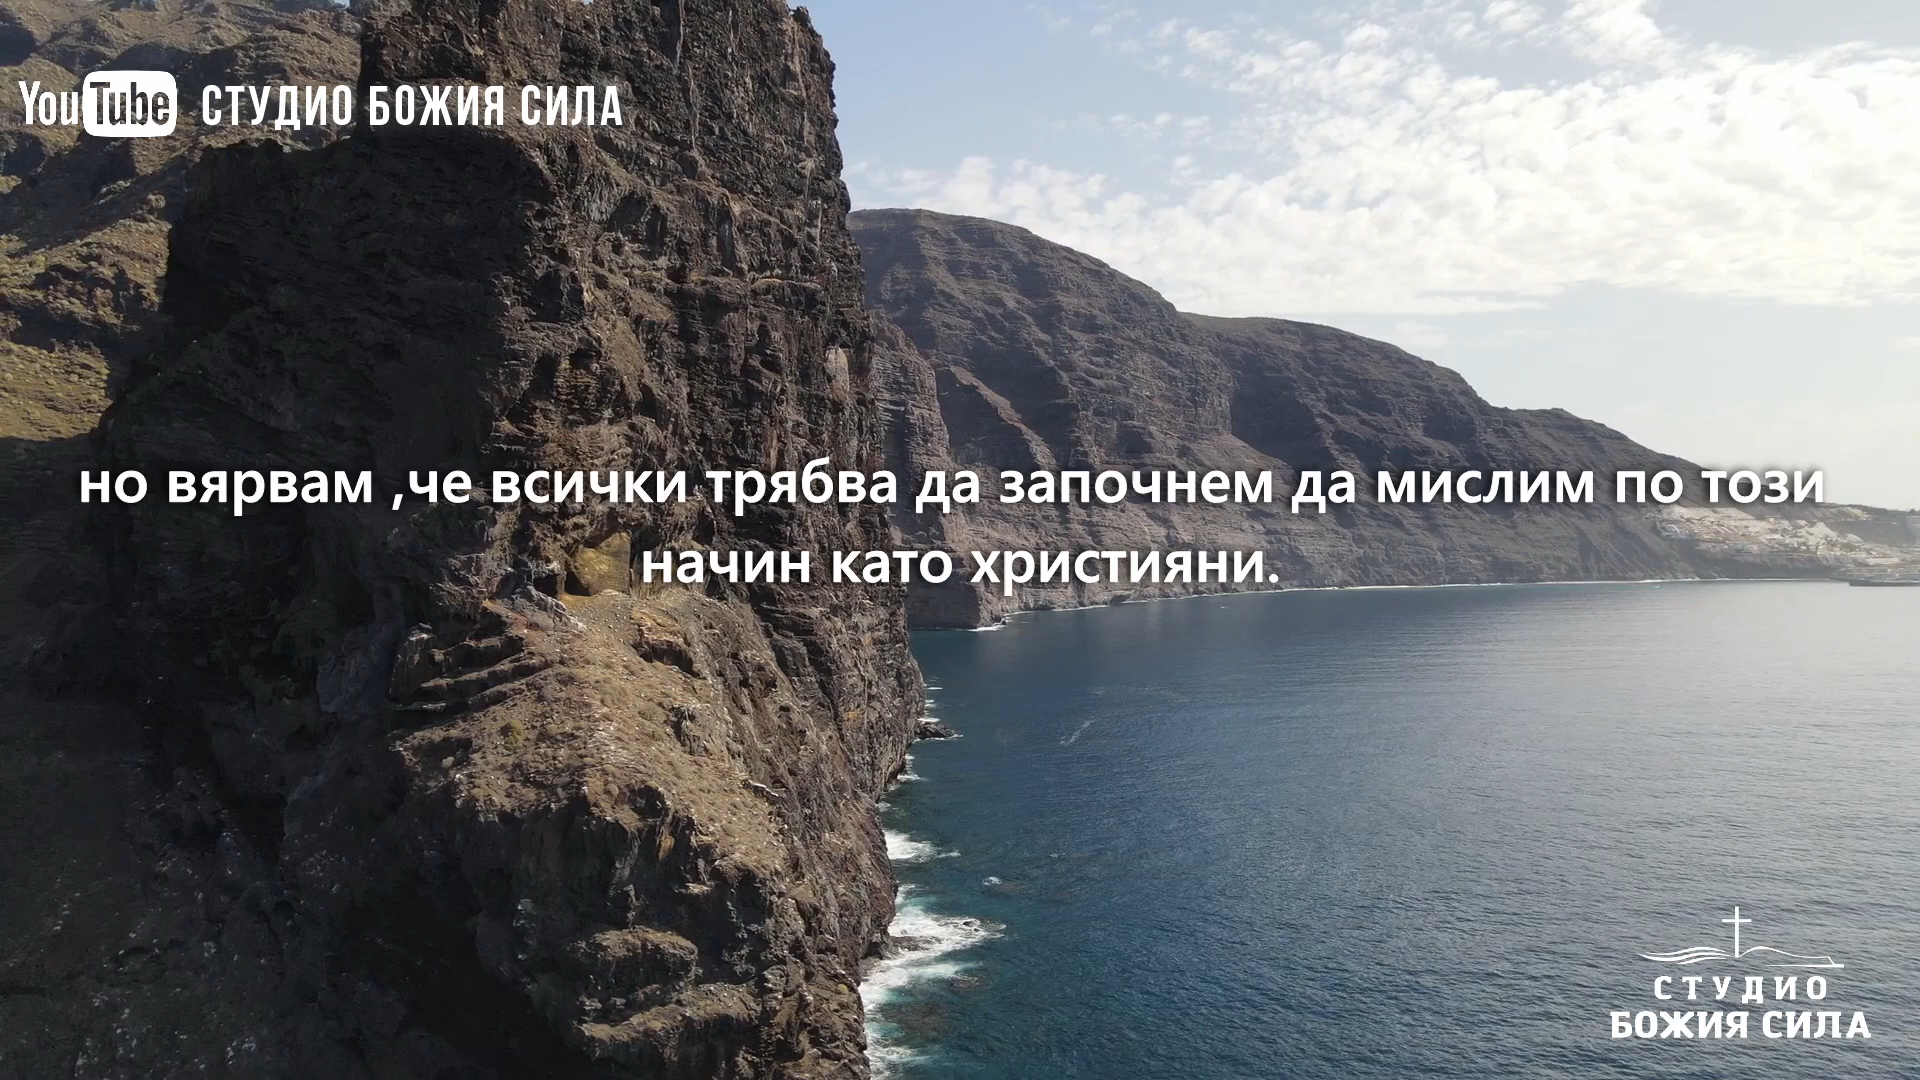 YouTube СТУДИО БОЖИЯ СИЛА
но вярвам ,че всички трябва да започнем да мислим по този
начин като християни.
СТУДИО
БОЖИЯ СИЛА